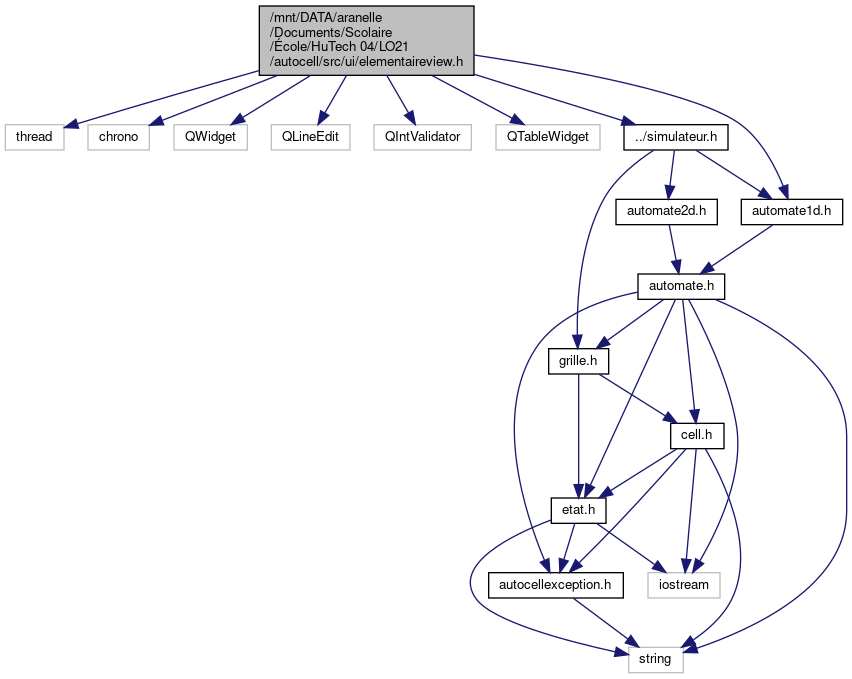 /mnt/DATA/aranelle
/Documents/Scolaire
/École/HuTech 04/LO21
/autocell/src/ui/elementaireview.h
thread
chrono
QWidget
QLineEdit
QIntValidator
QTableWidget
../simulateur.h
automate2d.h
automate1d.h
automate.h
grille.h
cell.h
etat.h
autocellexception.h
iostream
string